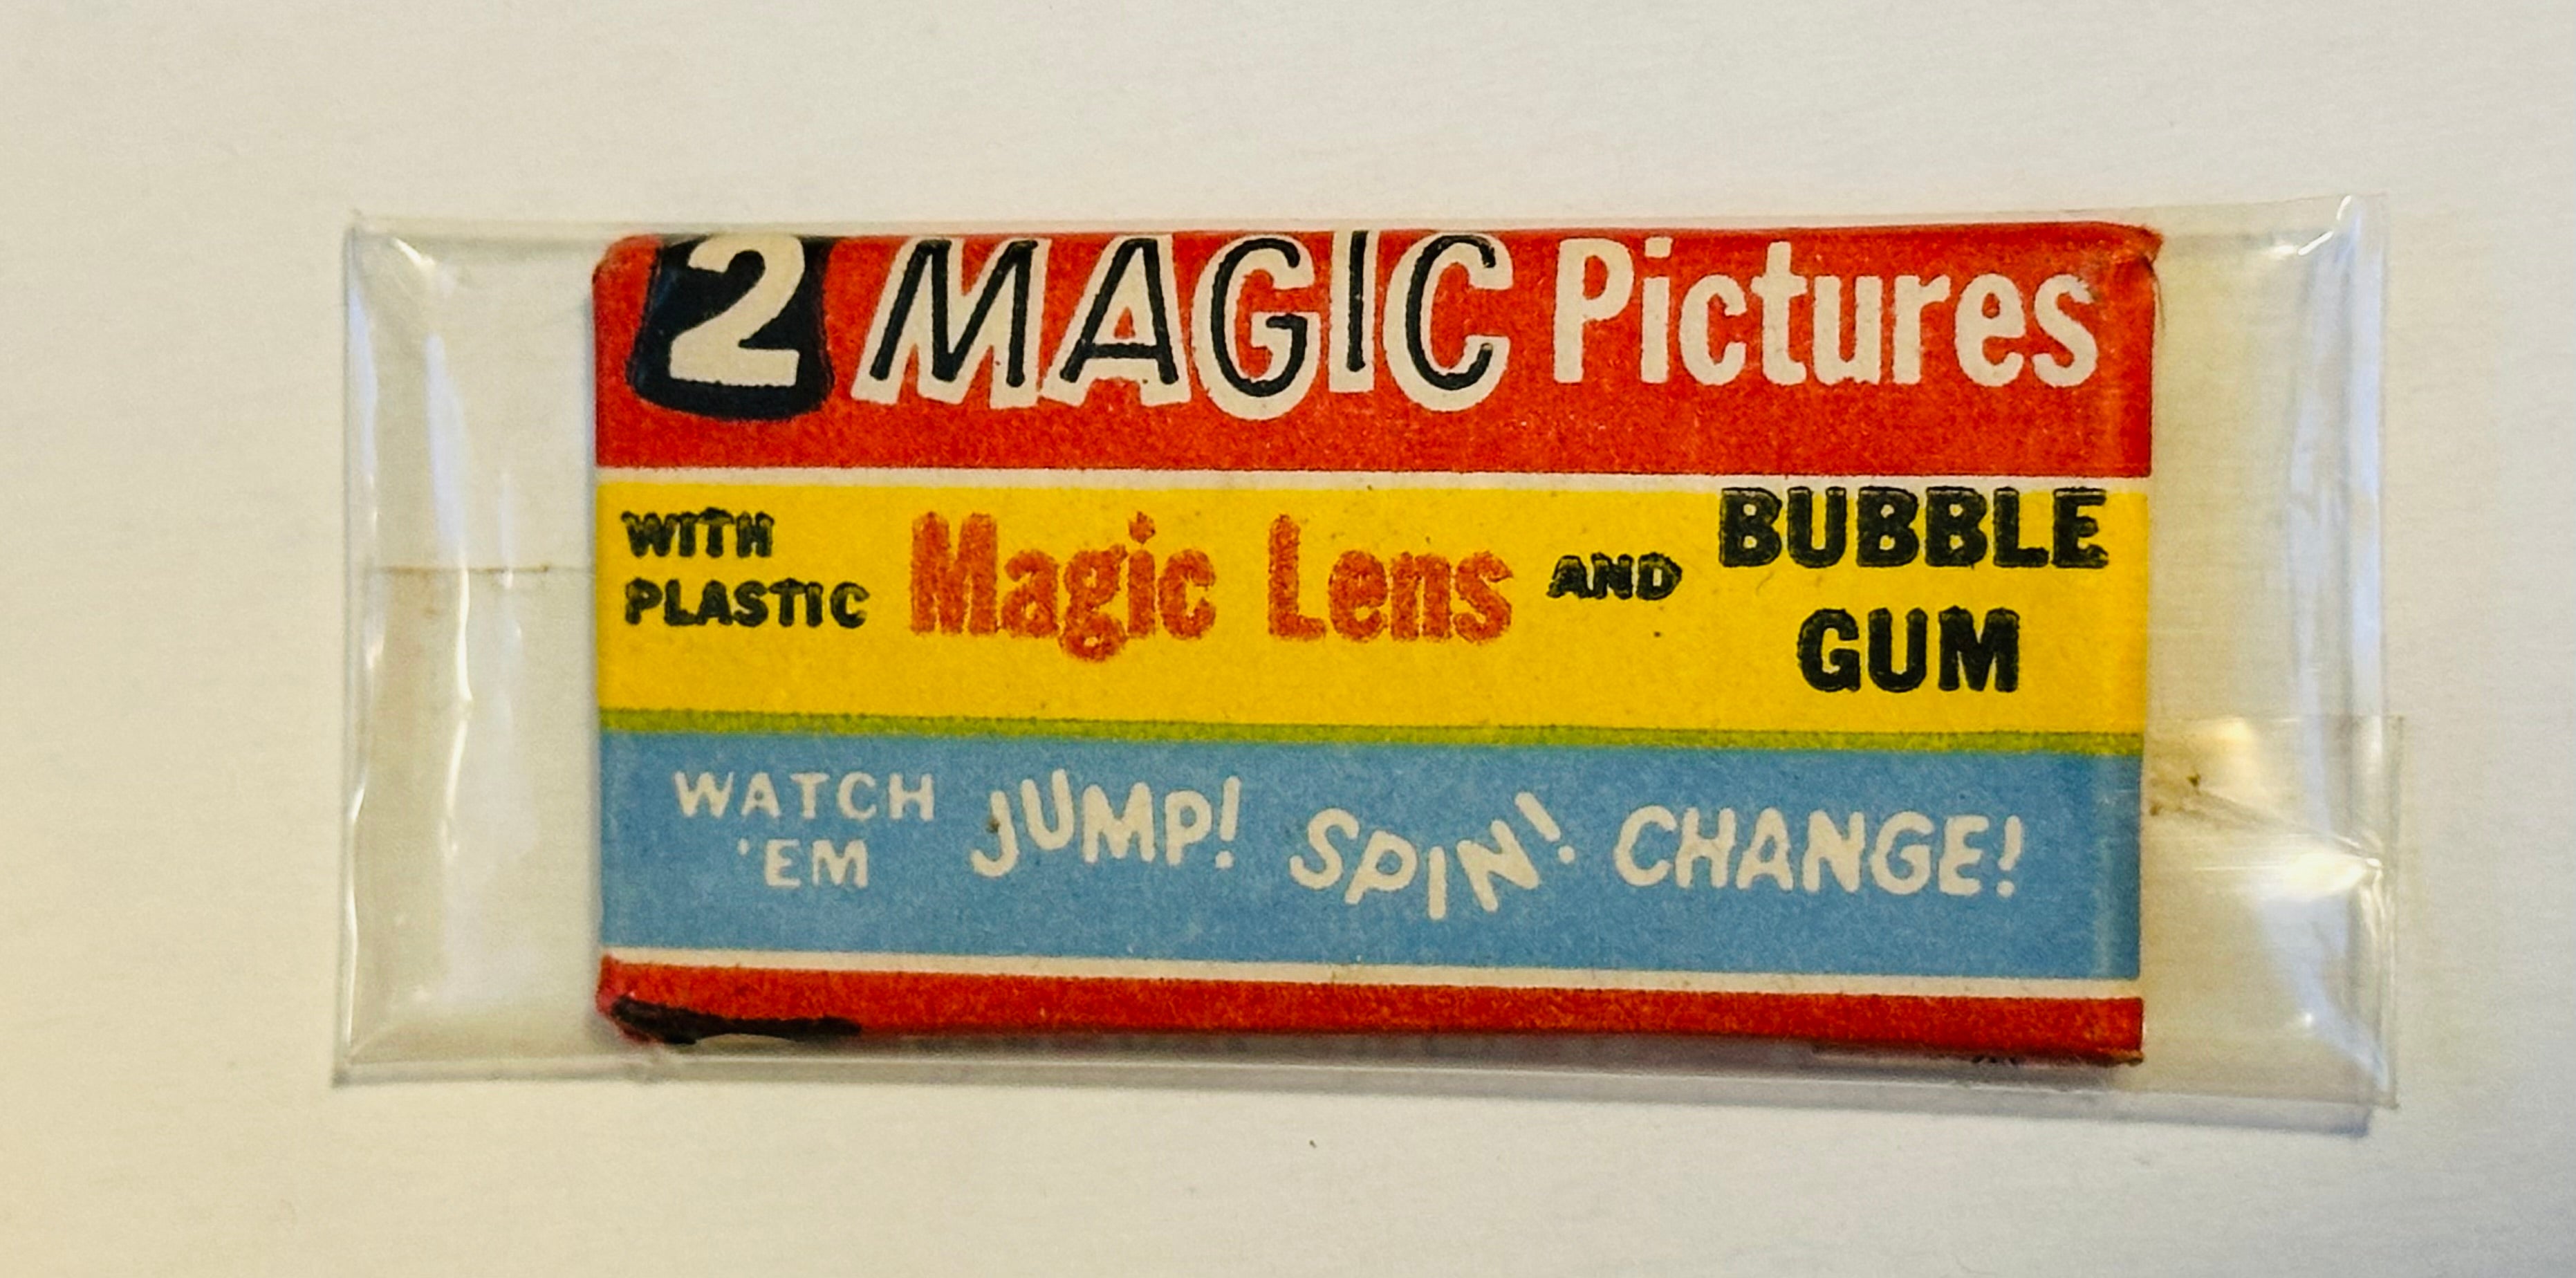 2 MAGIC Pictures
WITH PLASTIC Magic Lens AND BUBBLE GUM
WATCH 'EM JUMP! SPIN! CHANGE!